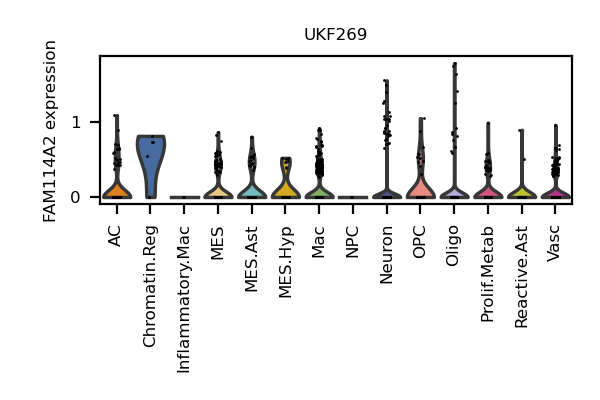 UKF269
FAM114A2 expression
1
0
AC
Chromatin.Reg
Inflammatory.Mac
MES
MES.Ast
MES.Hyp
Mac
NPC
Neuron
OPC
Oligo
Prolif.Metab
Reactive.Ast
Vasc